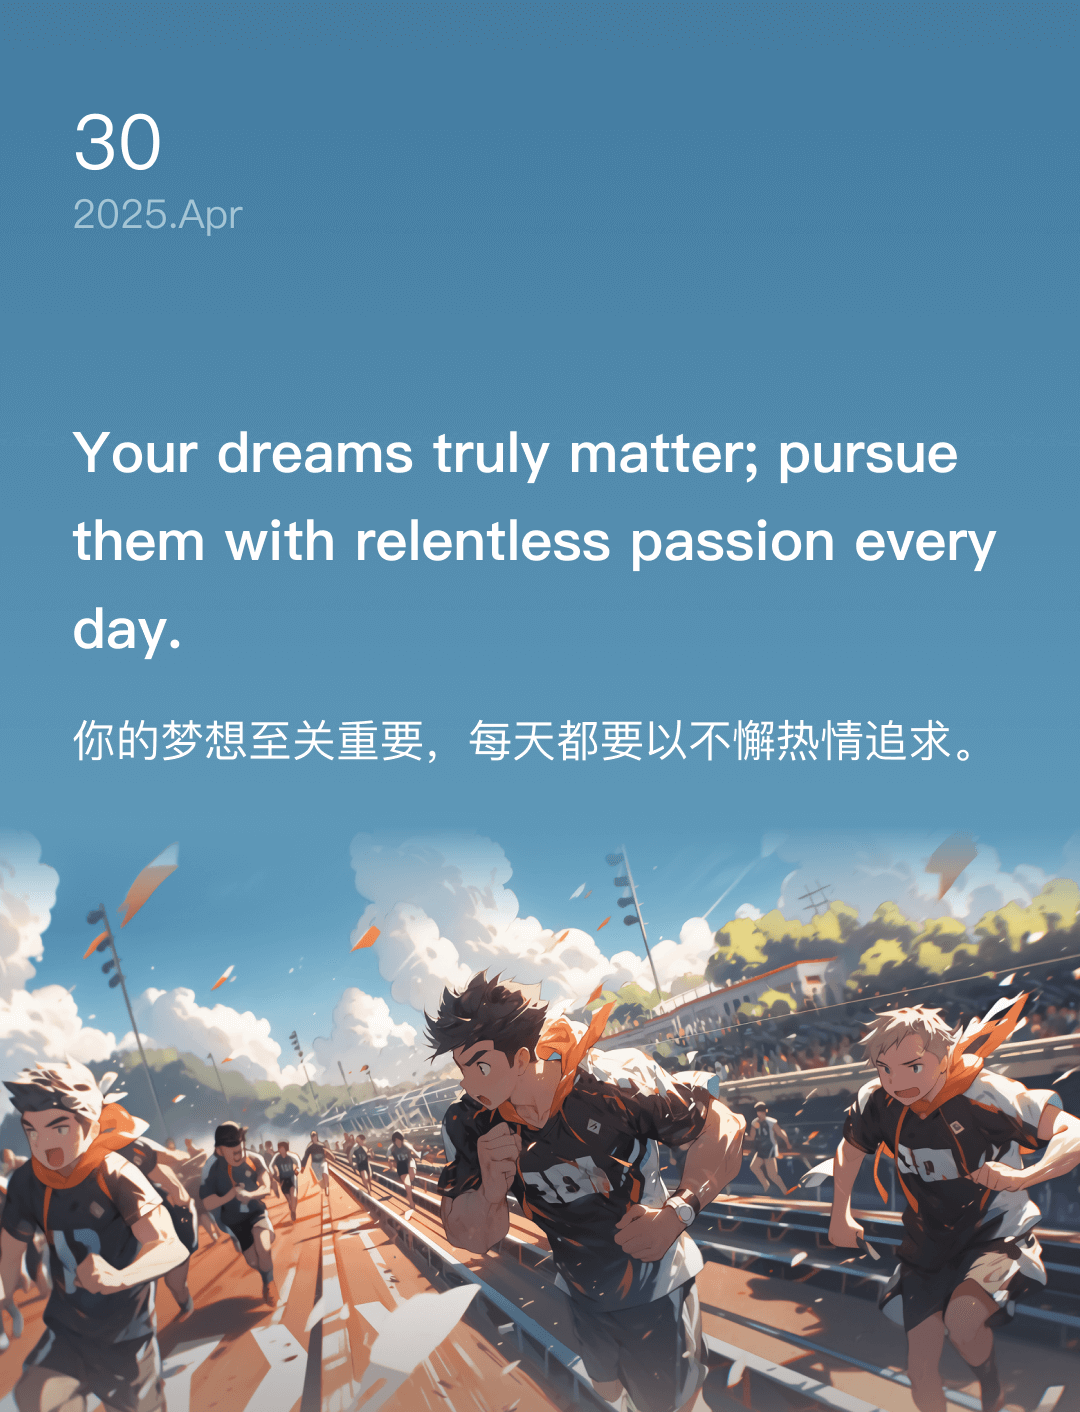 30
2025.Apr
Your dreams truly matter; pursue
them with relentless passion every
day.
你的梦想至关重要，每天都要以不懈热情追求。